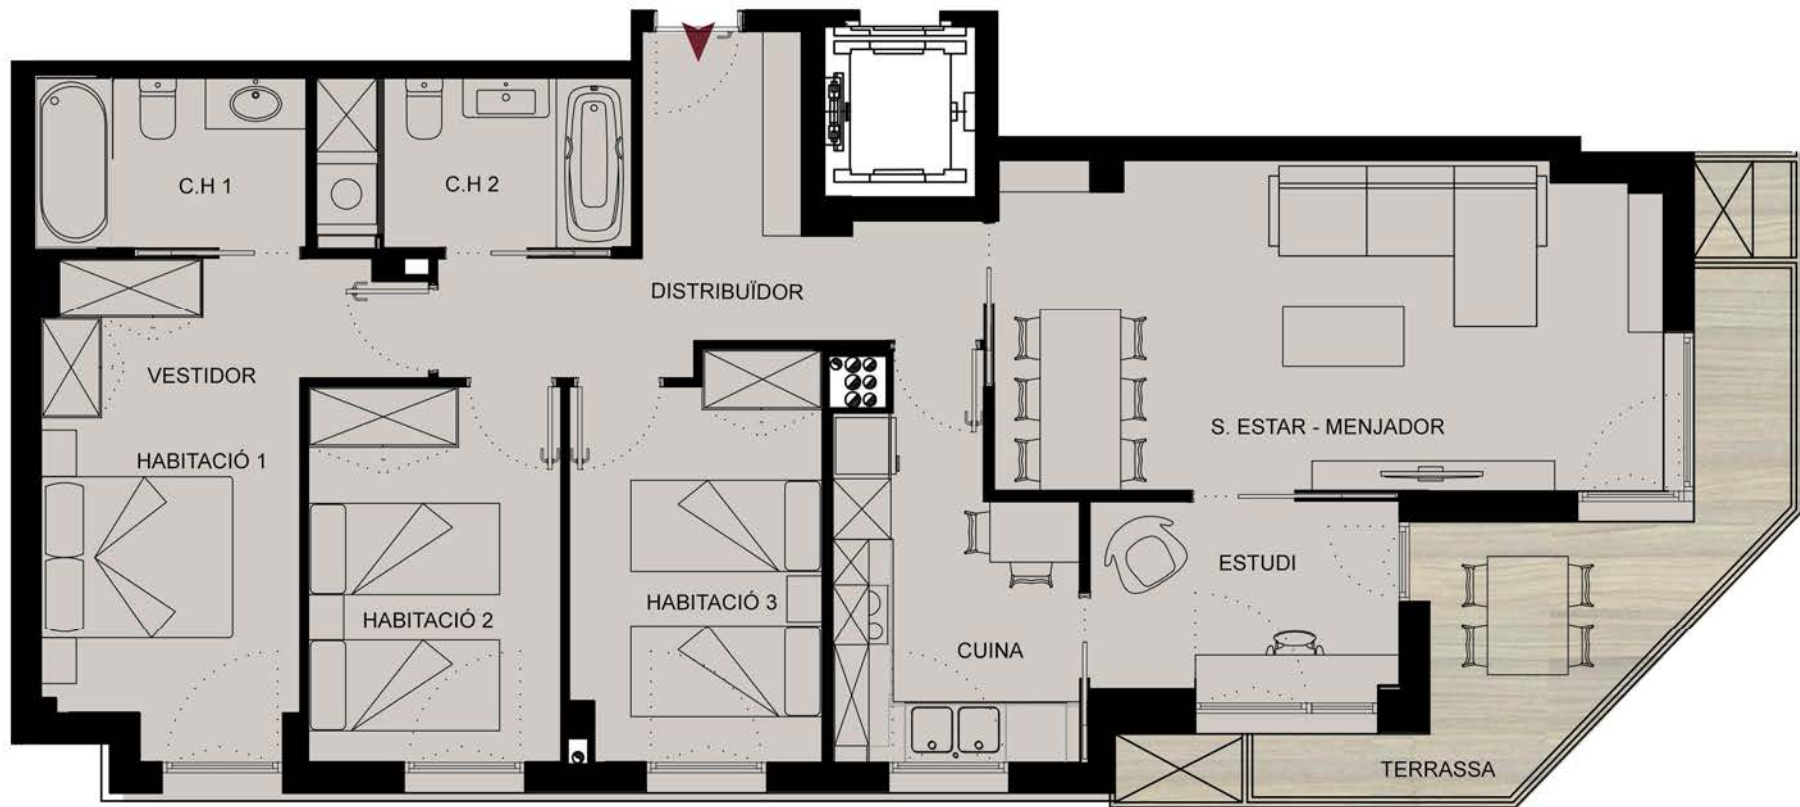 C.H 1
C.H 2
DISTRIBUÏDOR
VESTIDOR
S. ESTAR - MENJADOR
HABITACIÓ 1
ESTUDI
HABITACIÓ 3
HABITACIÓ 2
CUINA
TERRASSA